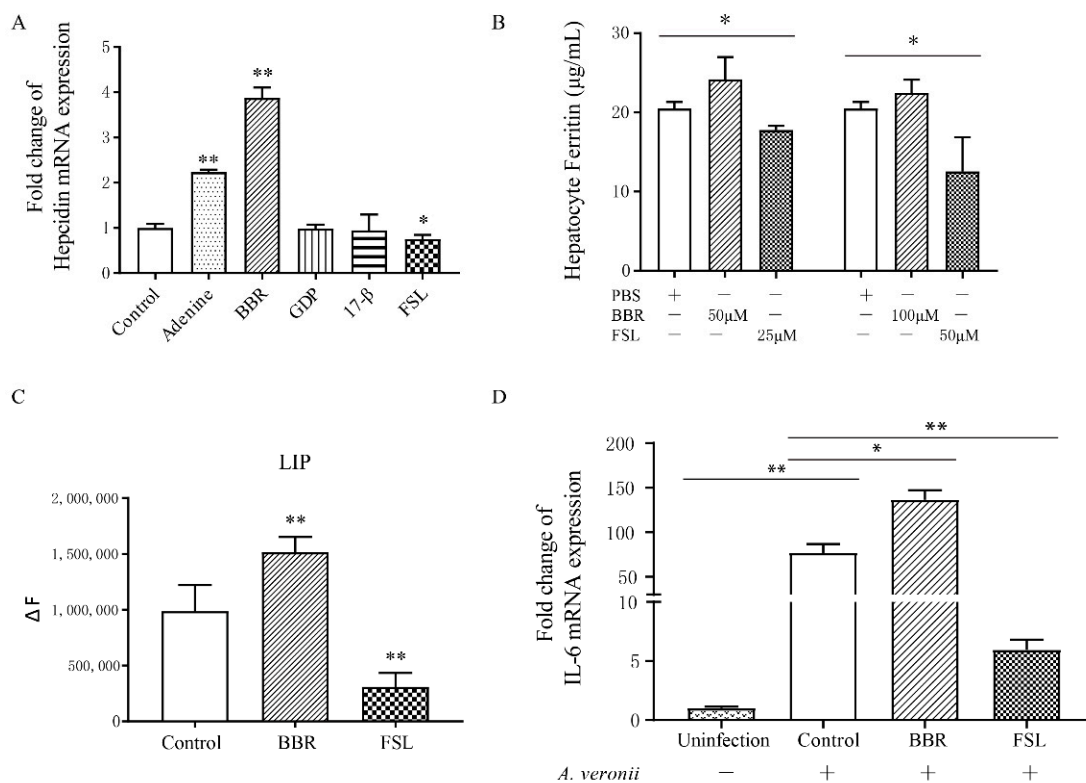 A
Fold change of
Hepcidin mRNA expression
5
4
3
2
1
0
**
**
*
Control
Adenine
BBR
GDP
17-β
FSL
B
Hepatocyte Ferritin (μg/mL)
30
20
10
0
*
*
PBS + − − + − −
BBR − 50μM − − 100μM −
FSL − − 25μM − − 50μM
C
LIP
ΔF
2,000,000
1,500,000
1,000,000
500,000
0
**
**
Control BBR FSL
D
Fold change of
IL-6 mRNA expression
200
150
100
50
10
5
0
**
*
**
Uninfection Control BBR FSL
A. veronii − + + +